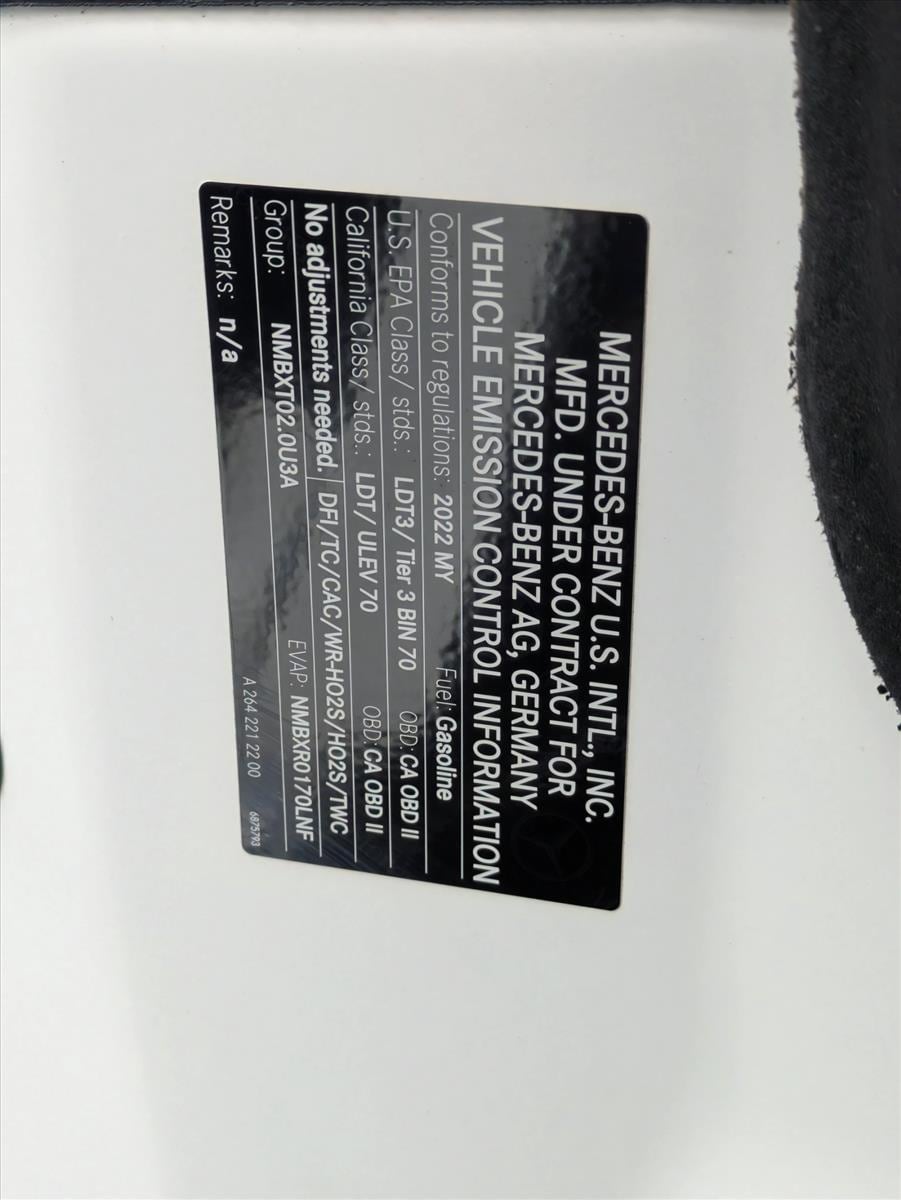 MERCEDES-BENZ U.S. INTL., INC.
MFD. UNDER CONTRACT FOR
MERCEDES-BENZ AG, GERMANY
VEHICLE EMISSION CONTROL INFORMATION
Conforms to regulations: 2022 MY Fuel: Gasoline
U.S. EPA Class/ stds.: LDT3/ Tier 3 BIN 70 OBD: CA OBD II
California Class/ stds.: LDT/ ULEV 70 OBD: CA OBD II
No adjustments needed. DFI/TC/CAC/WR-HO2S/HO2S/TWC
Group: NMBXT02.0U3A EVAP: NMBXR0170LNF
Remarks: n/a A 264 221 22 00 6875793